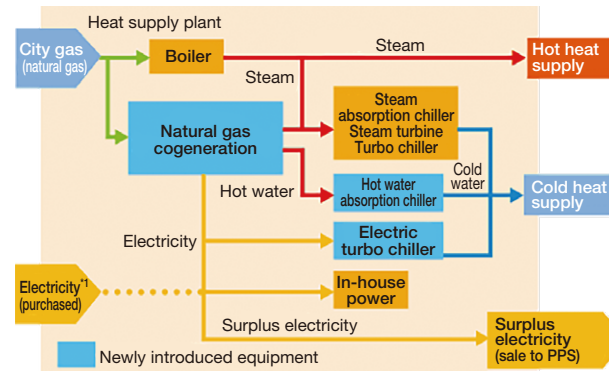 Heat supply plant
City gas
(natural gas)
Boiler
Steam
Hot heat
supply
Steam
Natural gas
cogeneration
Steam
absorption chiller
Steam turbine
Turbo chiller
Hot water
Hot water
absorption chiller
Cold
water
Cold heat
supply
Electricity
Electric
turbo chiller
Electricity*1
(purchased)
In-house
power
Surplus electricity
Surplus
electricity
(sale to PPS)
Newly introduced equipment